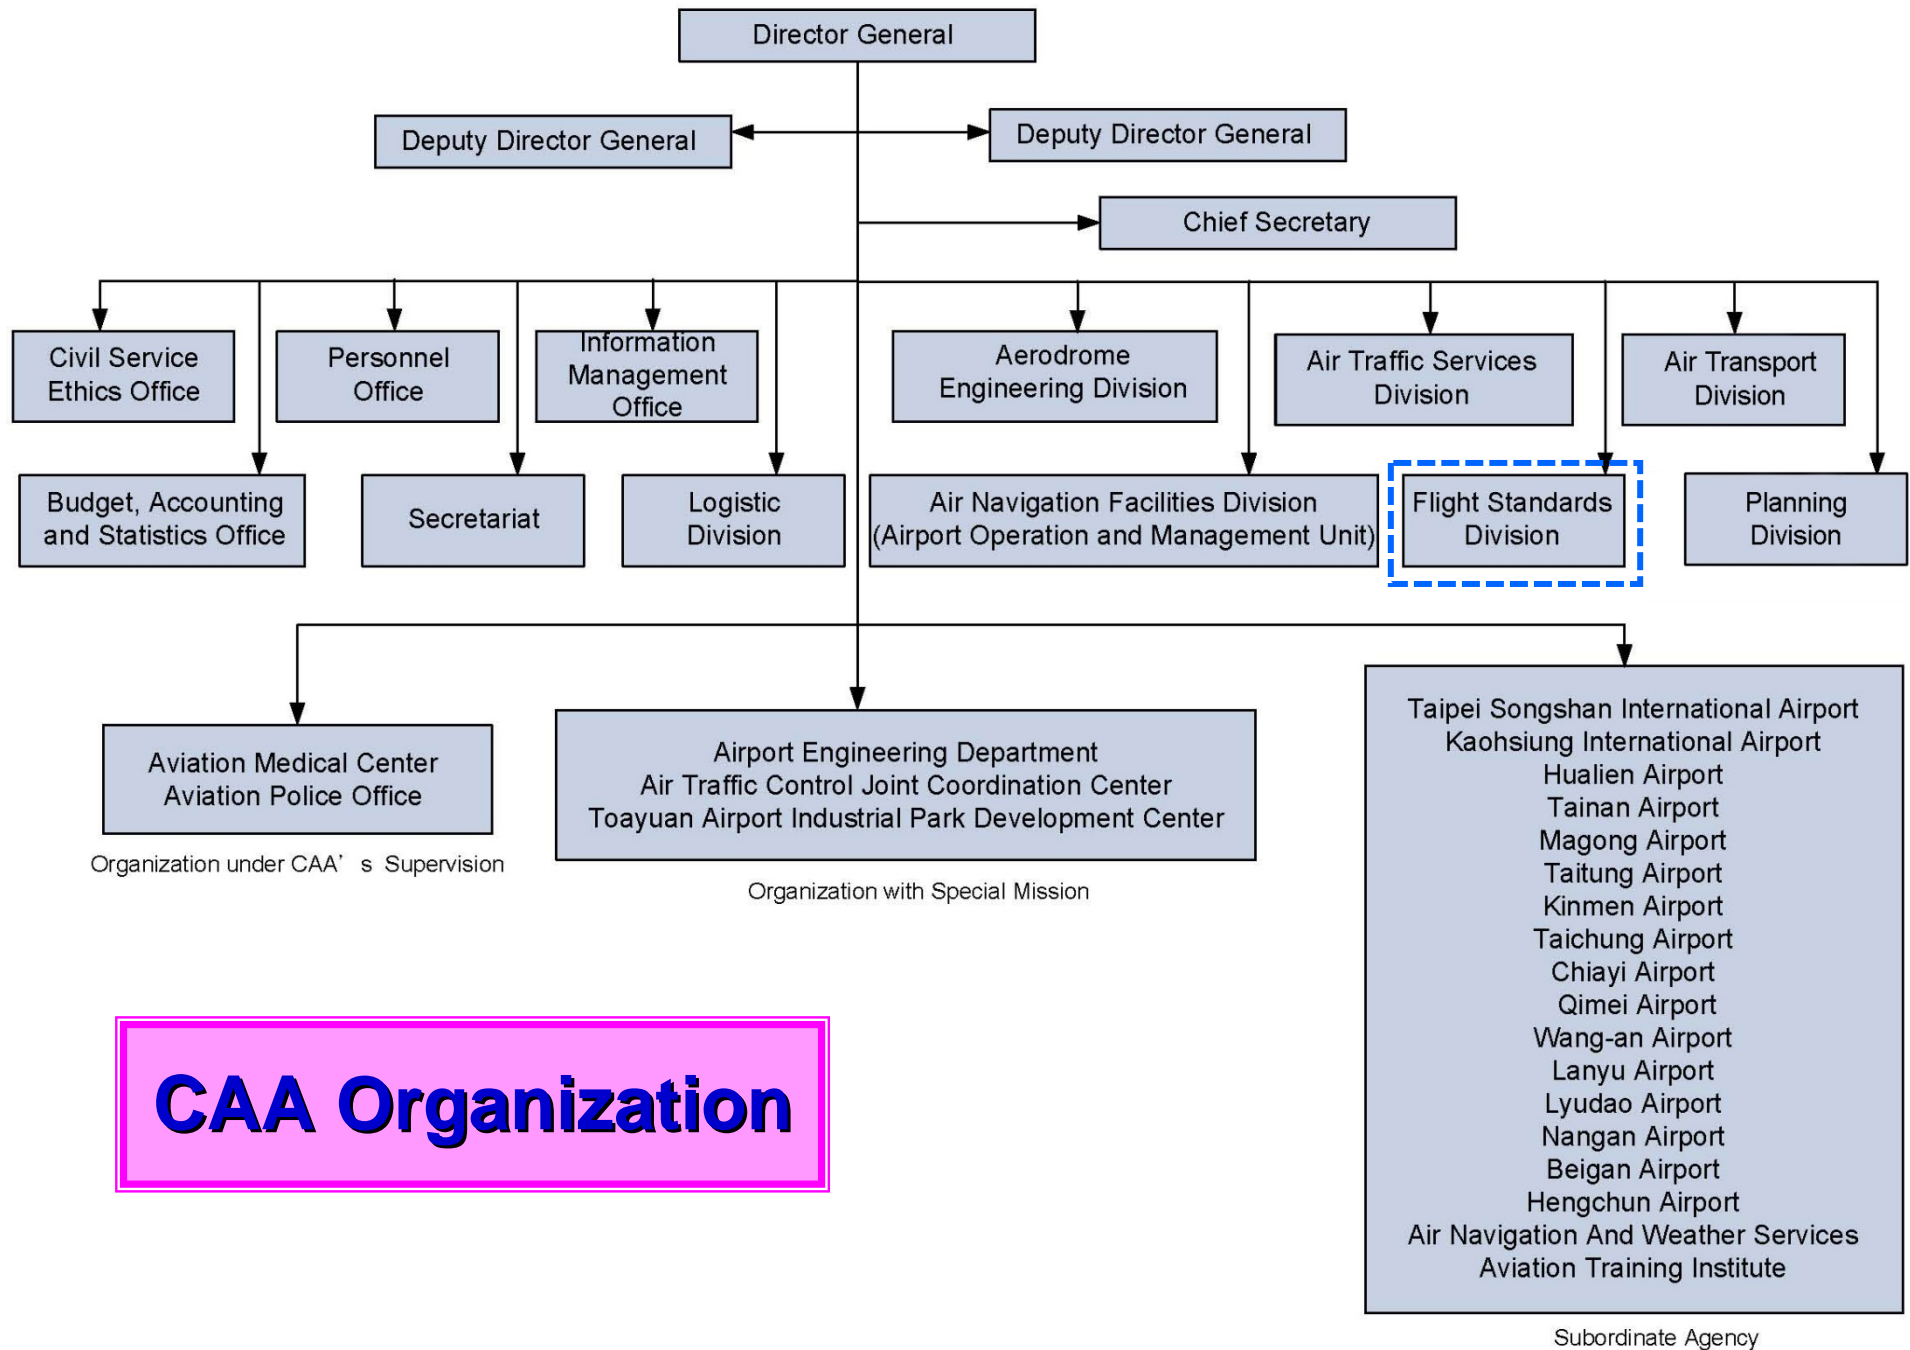 Director General
Deputy Director General
Deputy Director General
Chief Secretary
Civil Service
Ethics Office
Personnel
Office
Information
Management
Office
Aerodrome
Engineering Division
Air Traffic Services
Division
Air Transport
Division
Budget, Accounting
and Statistics Office
Secretariat
Logistic
Division
Air Navigation Facilities Division
(Airport Operation and Management Unit)
Flight Standards
Division
Planning
Division
Aviation Medical Center
Aviation Police Office
Organization under CAA’s Supervision
Airport Engineering Department
Air Traffic Control Joint Coordination Center
Toayuan Airport Industrial Park Development Center
Organization with Special Mission
Taipei Songshan International Airport
Kaohsiung International Airport
Hualien Airport
Tainan Airport
Magong Airport
Taitung Airport
Kinmen Airport
Taichung Airport
Chiayi Airport
Qimei Airport
Wang-an Airport
Lanyu Airport
Lyudao Airport
Nangan Airport
Beigan Airport
Hengchun Airport
Air Navigation And Weather Services
Aviation Training Institute
Subordinate Agency
CAA Organization